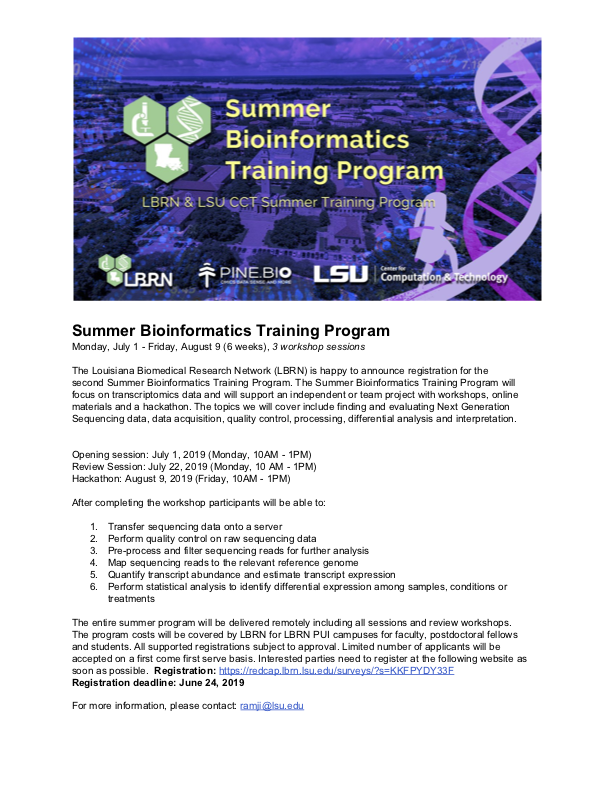 Summer
Bioinformatics
Training Program
LBRN & LSU CCT Summer Training Program
LBRN
PINE.BIO
OMICS DATA SENSE AND MORE
LSU
Center for
Computation & Technology
Summer Bioinformatics Training Program
Monday, July 1 - Friday, August 9 (6 weeks), 3 workshop sessions
The Louisiana Biomedical Research Network (LBRN) is happy to announce registration for the
second Summer Bioinformatics Training Program. The Summer Bioinformatics Training Program will
focus on transcriptomics data and will support an independent or team project with workshops, online
materials and a hackathon. The topics we will cover include finding and evaluating Next Generation
Sequencing data, data acquisition, quality control, processing, differential analysis and interpretation.
Opening session: July 1, 2019 (Monday, 10AM - 1PM)
Review Session: July 22, 2019 (Monday, 10 AM - 1PM)
Hackathon: August 9, 2019 (Friday, 10AM - 1PM)
After completing the workshop participants will be able to:
1. Transfer sequencing data onto a server
2. Perform quality control on raw sequencing data
3. Pre-process and filter sequencing reads for further analysis
4. Map sequencing reads to the relevant reference genome
5. Quantify transcript abundance and estimate transcript expression
6. Perform statistical analysis to identify differential expression among samples, conditions or
treatments
The entire summer program will be delivered remotely including all sessions and review workshops.
The program costs will be covered by LBRN for LBRN PUI campuses for faculty, postdoctoral fellows
and students. All supported registrations subject to approval. Limited number of applicants will be
accepted on a first come first serve basis. Interested parties need to register at the following website as
soon as possible. Registration: https://redcap.lbrn.lsu.edu/surveys/?s=KKFPYDY33F
Registration deadline: June 24, 2019
For more information, please contact: ramji@lsu.edu